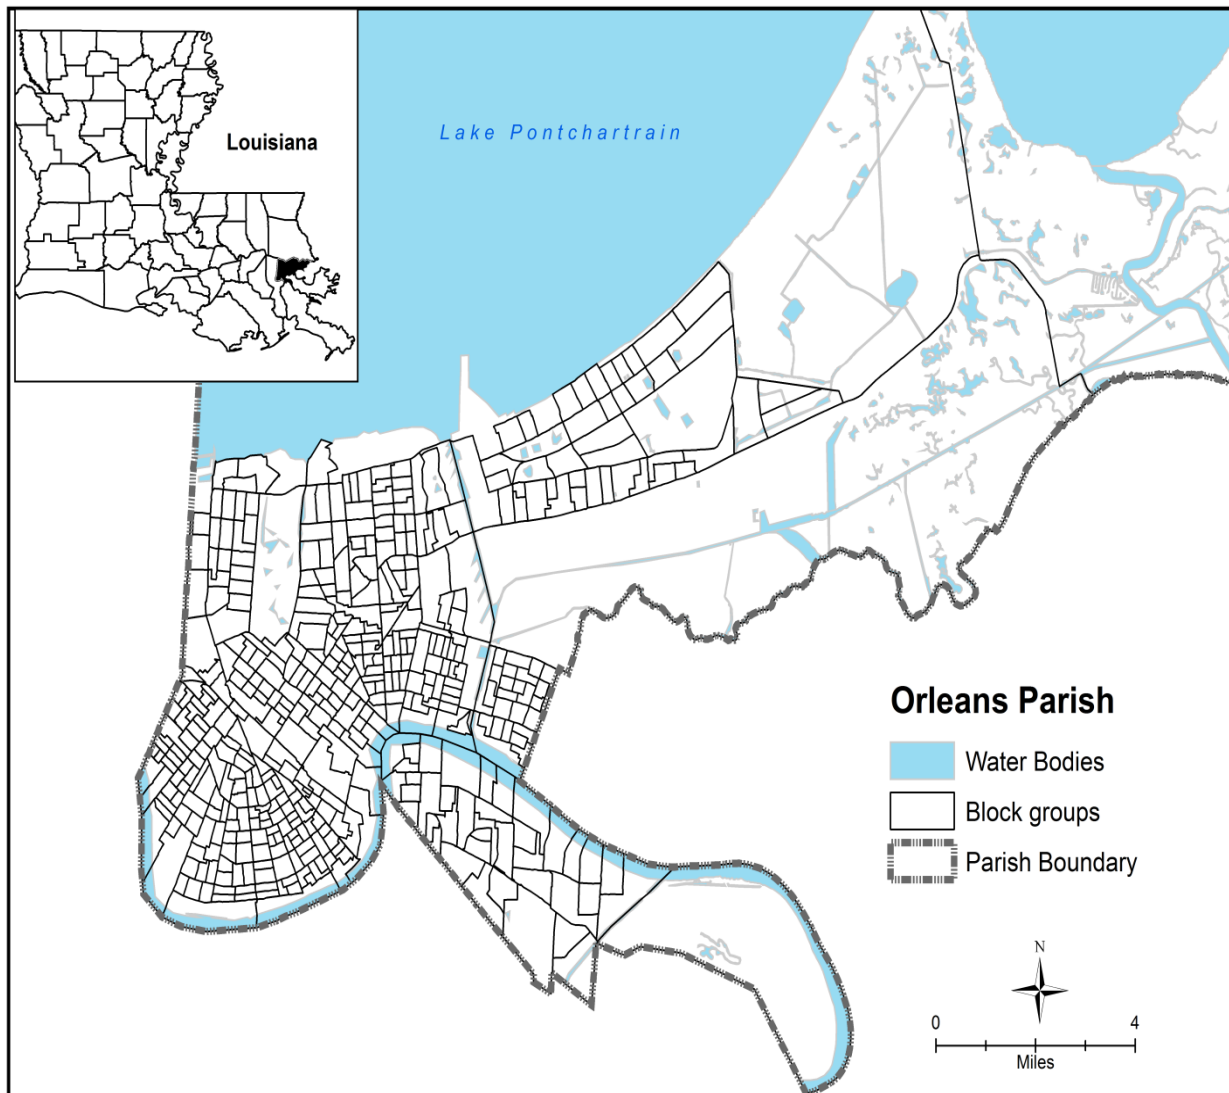 Louisiana
Lake Pontchartrain
Orleans Parish
Water Bodies
Block groups
Parish Boundary
N
0 4
Miles